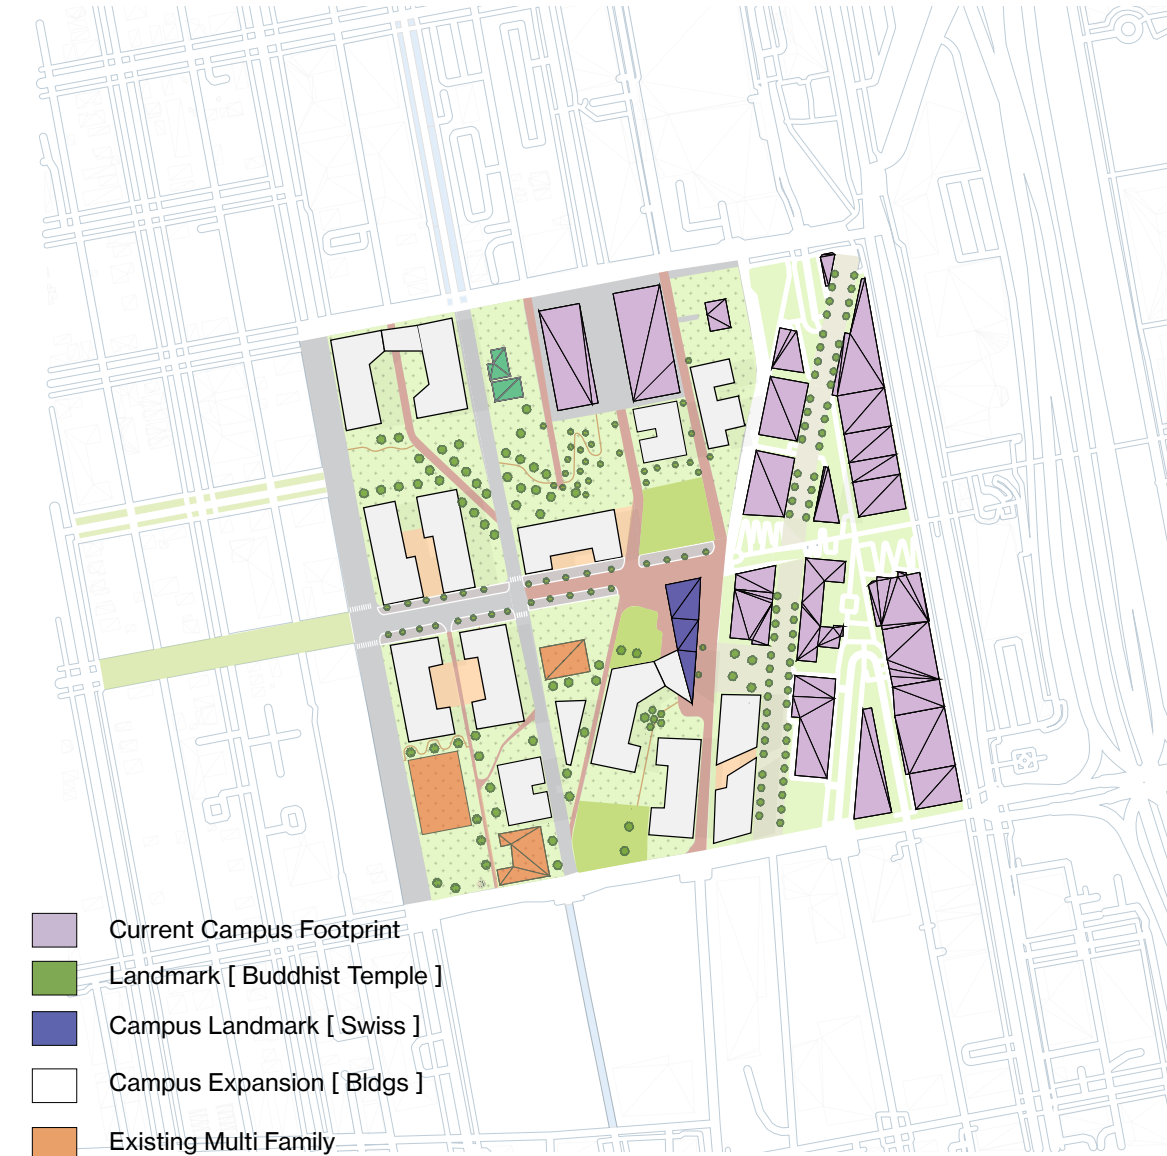 Current Campus Footprint
Landmark [ Buddhist Temple ]
Campus Landmark [ Swiss ]
Campus Expansion [ Bldgs ]
Existing Multi Family